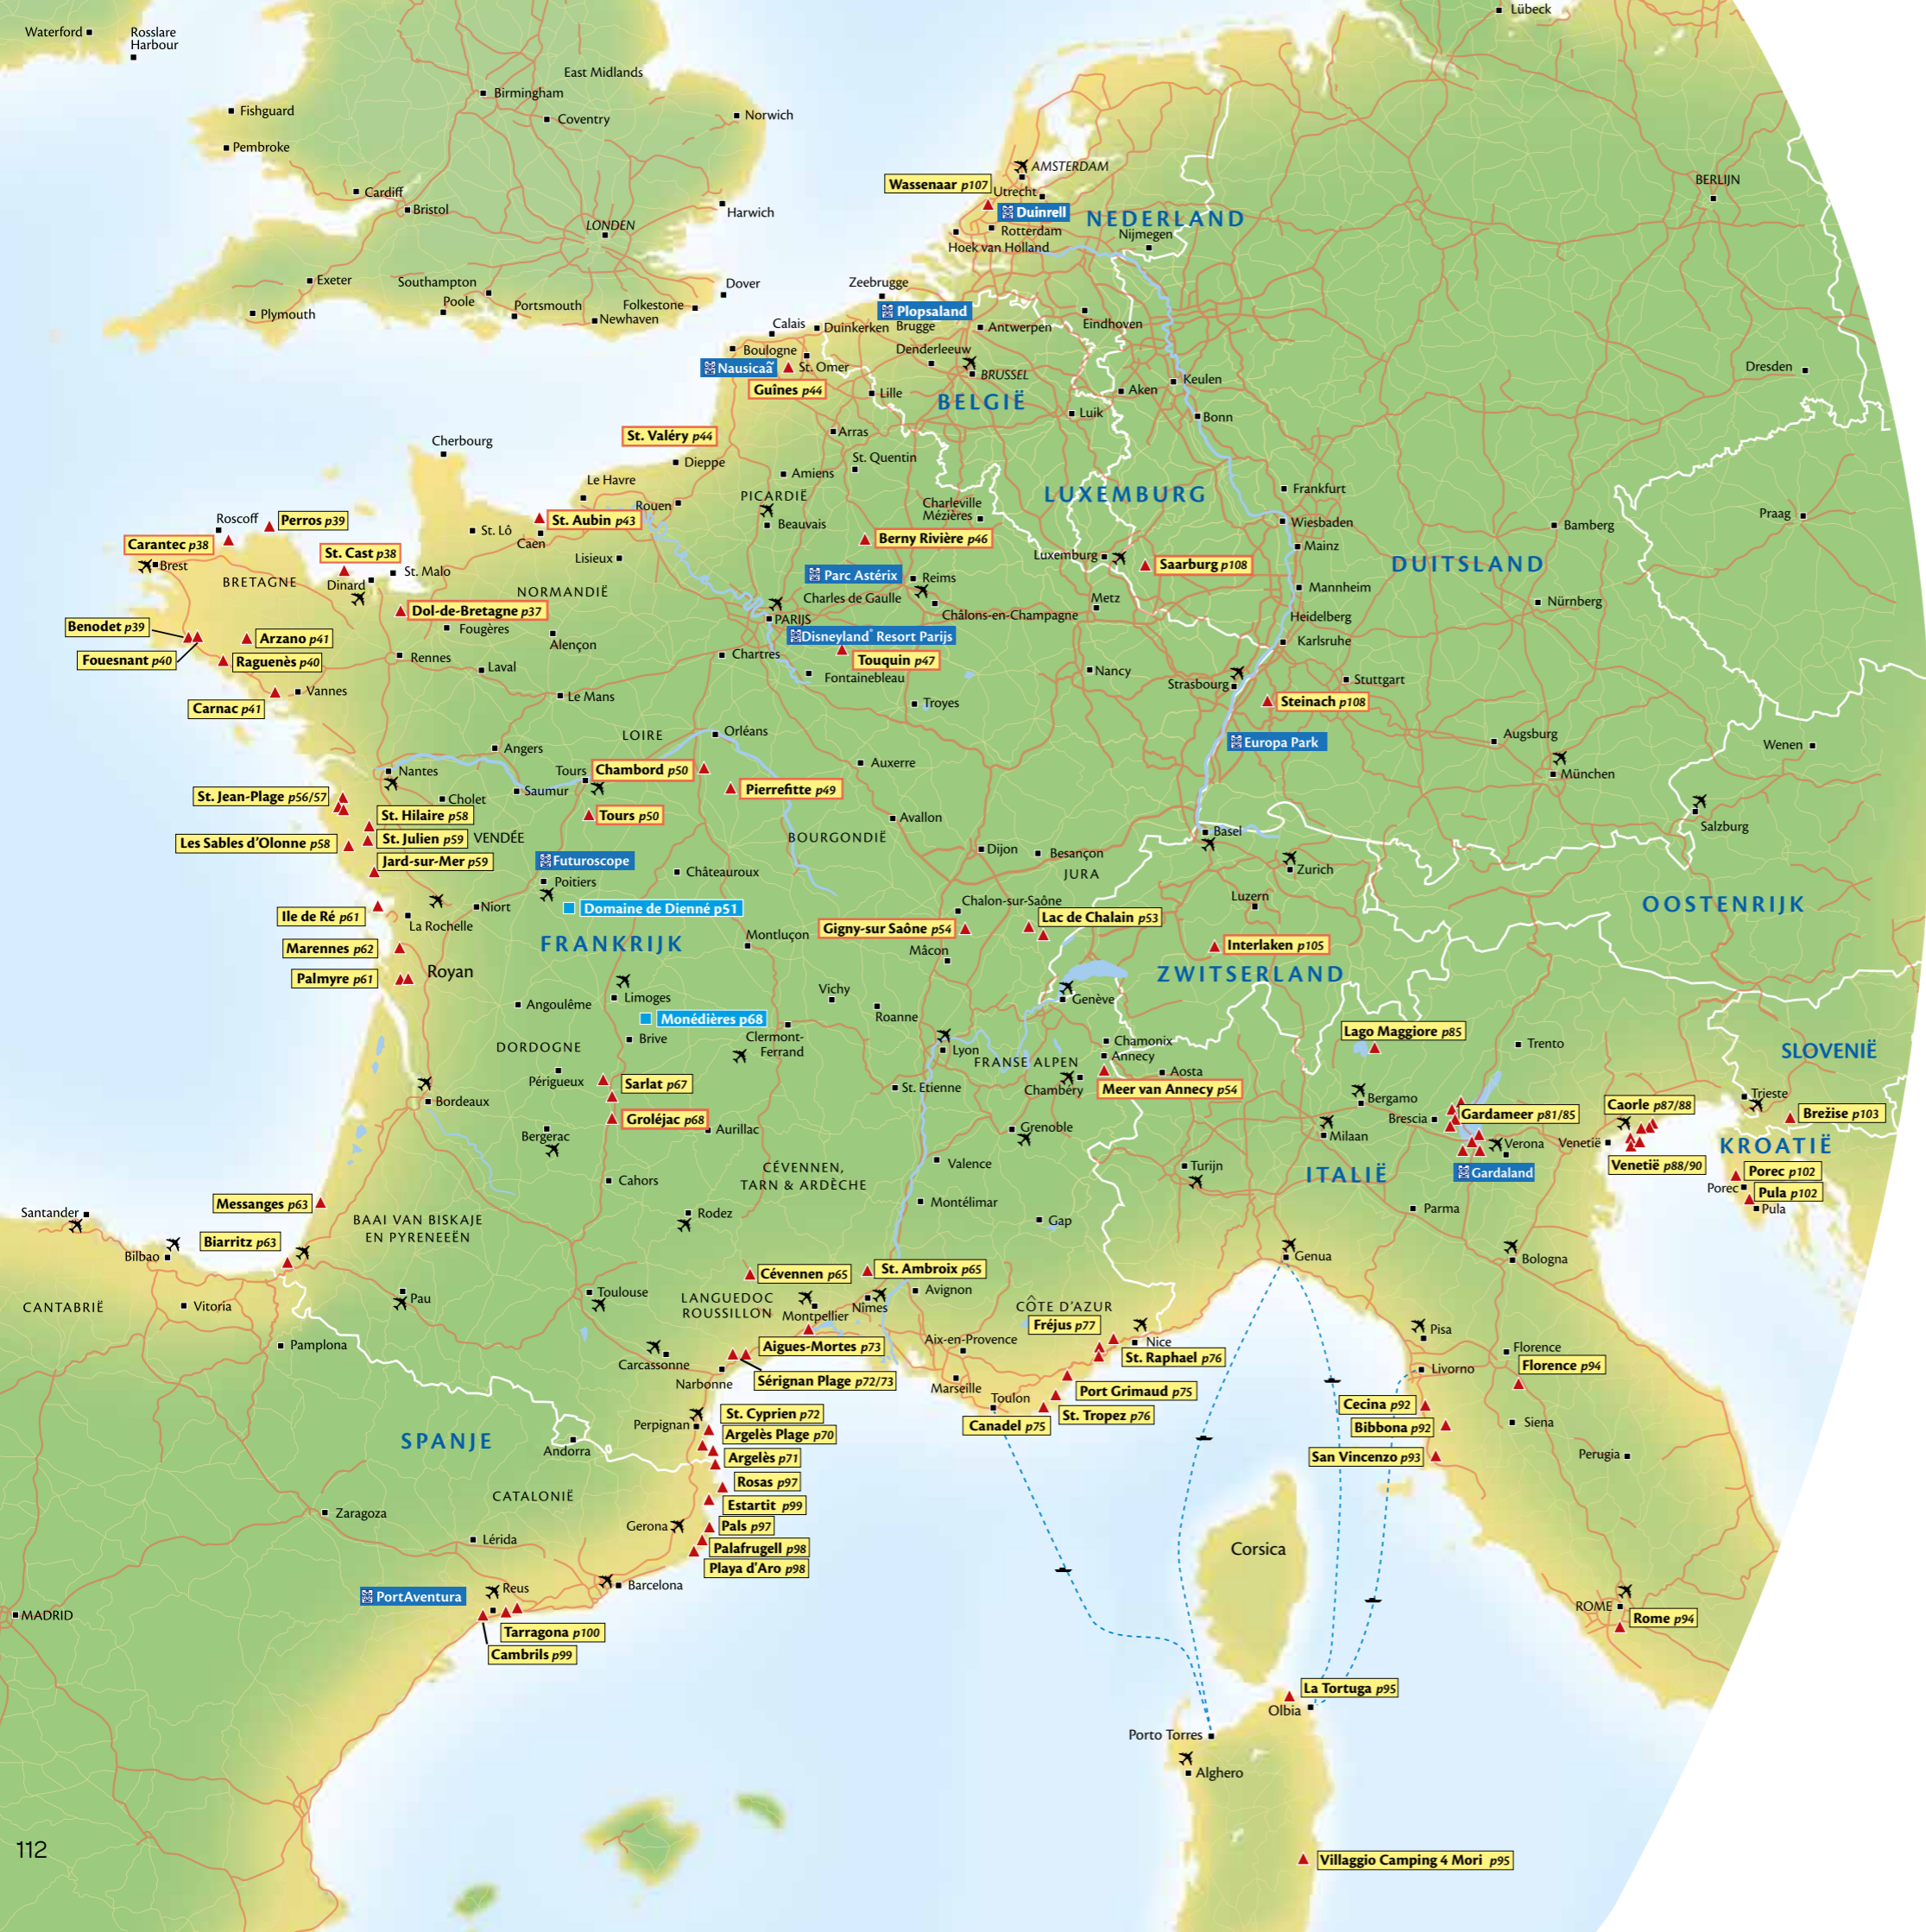 Lübeck
Waterford
Rosslare
Harbour
East Midlands
Birmingham
Fishguard
Coventry
Norwich
Pembroke
AMSTERDAM
BERLIJN
Wassenaar p107
Utrecht
Cardiff
Bristol
Harwich
Duinrell
NEDERLAND
LONDEN
Rotterdam
Nijmegen
Hoek van Holland
Exeter
Southampton
Dover
Zeebrugge
Poole
Portsmouth
Folkestone
Plopsaland
Plymouth
Newhaven
Calais
Duinkerken
Brugge
Antwerpen
Eindhoven
Boulogne
Denderleeuw
Nausicaä
St. Omer
BRUSSEL
Dresden
Guînes p44
Lille
BELGIË
Aken
Keulen
Luik
Bonn
St. Valéry p44
Arras
Cherbourg
Dieppe
St. Quentin
Amiens
Le Havre
PICARDIË
LUXEMBURG
Frankfurt
Rouen
Charleville
Mézières
Roscoff
Perros p39
St. Aubin p43
Beauvais
Wiesbaden
Bamberg
Praag
St. Lô
Caen
Berny Rivière p46
Carantec p38
St. Cast p38
Lisieux
Luxemburg
Mainz
Brest
Saarburg p108
DUITSLAND
St. Malo
BRETAGNE
Dinard
NORMANDIË
Parc Astérix
Reims
Mannheim
Charles de Gaulle
Metz
Nürnberg
Dol-de-Bretagne p37
Châlons-en-Champagne
Heidelberg
PARIJS
Benodet p39
Fougères
Disneyland® Resort Parijs
Karlsruhe
Arzano p41
Alençon
Fouesnant p40
Raguenès p40
Rennes
Laval
Chartres
Touquin p47
Nancy
Fontainebleau
Strasbourg
Stuttgart
Vannes
Le Mans
Carnac p41
Troyes
Steinach p108
LOIRE
Orléans
Europa Park
Augsburg
Wenen
Angers
Auxerre
Nantes
Tours
Chambord p50
München
Saumur
Pierrefitte p49
St. Jean-Plage p56/57
Cholet
St. Hilaire p58
Tours p50
Avallon
Salzburg
St. Julien p59
VENDÉE
BOURGONDIË
Basel
Les Sables d'Olonne p58
Dijon
Besançon
Jard-sur-Mer p59
Futuroscope
Zurich
Châteauroux
JURA
Poitiers
Luzern
Niort
Domaine de Dienné p51
Chalon-sur-Saône
OOSTENRIJK
Ile de Ré p61
La Rochelle
Lac de Chalain p53
Gigny-sur Saône p54
Montluçon
FRANKRIJK
Interlaken p105
Marennes p62
Mâcon
Palmyre p61
Royan
ZWITSERLAND
Vichy
Limoges
Genève
Angoulême
Roanne
Monédières p68
Lago Maggiore p85
Clermont-
Ferrand
Brive
Chamonix
Trento
DORDOGNE
Lyon
FRANSE ALPEN
Annecy
SLOVENIË
Aosta
Périgueux
Sarlat p67
St. Etienne
Chambéry
Meer van Annecy p54
Trieste
Bordeaux
Bergamo
Caorle p87/88
Groléjac p68
Brescia
Gardameer p81/85
Brežise p103
Aurillac
Grenoble
Bergerac
Milaan
Verona
Venetië
KROATIË
Valence
CÉVENNEN,
TARN & ARDÈCHE
Turijn
ITALIË
Gardaland
Venetië p88/90
Porec p102
Cahors
Porec
Pula p102
Messanges p63
Montélimar
Parma
Pula
Santander
Rodez
Gap
BAAI VAN BISKAJE
EN PYRENEEËN
Biarritz p63
Bilbao
Genua
Bologna
Cévennen p65
St. Ambroix p65
Pau
Toulouse
LANGUEDOC
ROUSSILLON
Nîmes
Avignon
CANTABRIË
Vitoria
Montpellier
CÔTE D'AZUR
Fréjus p77
Pisa
Pamplona
Aigues-Mortes p73
Aix-en-Provence
Nice
Florence
Carcassonne
St. Raphael p76
Florence p94
Livorno
Narbonne
Sérignan Plage p72/73
Marseille
Port Grimaud p75
Toulon
Cecina p92
St. Cyprien p72
St. Tropez p76
Perpignan
Canadel p75
Bibbona p92
Siena
Argelès Plage p70
SPANJE
Andorra
Argelès p71
San Vincenzo p93
Perugia
Rosas p97
CATALONIË
Estartit p99
Zaragoza
Gerona
Pals p97
Lérida
Palafrugell p98
Corsica
Playa d'Aro p98
Barcelona
PortAventura
Reus
MADRID
ROME
Rome p94
Tarragona p100
Cambrils p99
La Tortuga p95
Olbia
Porto Torres
Alghero
112
Villaggio Camping 4 Mori p95